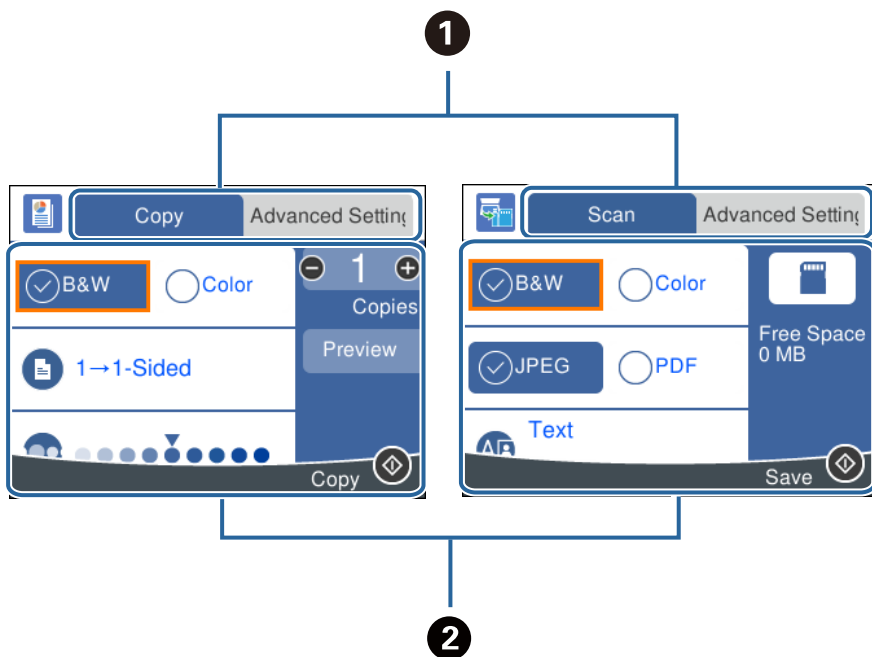 1
Copy
Advanced Setting
B&W
Color
1
Copies
1→1-Sided
Preview
Copy
Scan
Advanced Setting
B&W
Color
JPEG
PDF
Free Space
0 MB
Text
A
Save
2